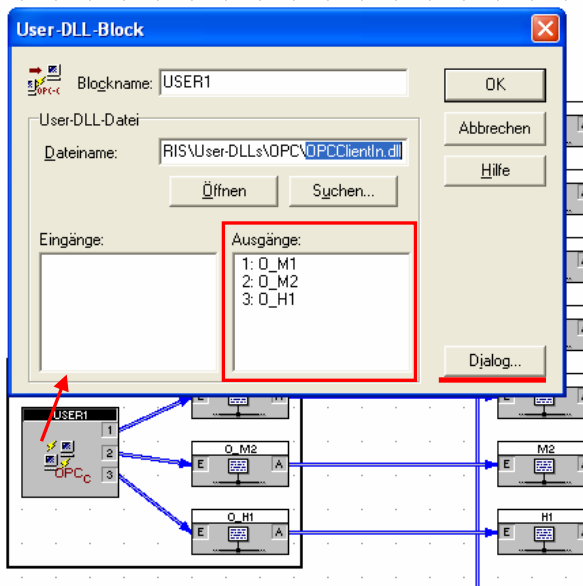 User-DLL-Block
OPC-C
Blockname: USER1
OK
User-DLL-Datei
Abbrechen
Dateiname: RIS\User-DLLs\OPC\OPCClientIn.dll
Hilfe
Öffnen Suchen...
Eingänge: Ausgänge:
1: O_M1
2: O_M2
3: O_H1
Dialog...
USER1
1
2
3
OPC C
O_M2 M2
E A E
O_H1 H1
E A E